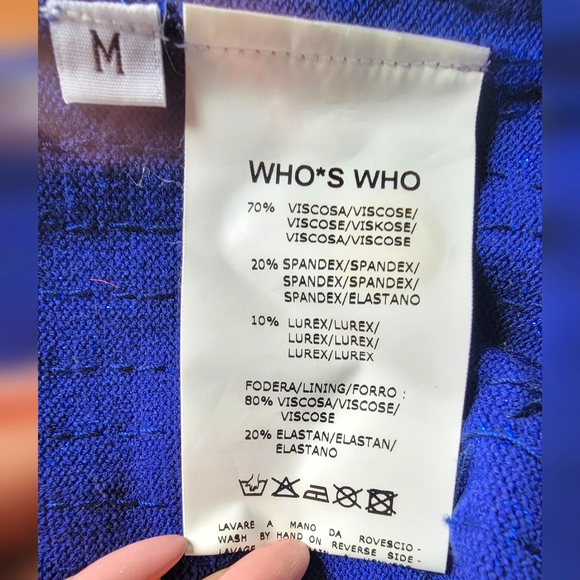 M
WHO*S WHO
70% VISCOSA/VISCOSE/
VISCOSE/VISKOSE/
VISCOSA/VISCOSE
20% SPANDEX/SPANDEX/
SPANDEX/SPANDEX/
SPANDEX/ELASTANO
10% LUREX/LUREX/
LUREX/LUREX/
LUREX/LUREX
FODERA/LINING/FORRO :
80% VISCOSA/VISCOSE/
VISCOSE
20% ELASTAN/ELASTAN/
ELASTANO
LAVARE A MANO DA ROVESCIO -
WASH BY HAND ON REVERSE SIDE -
LAVAGE